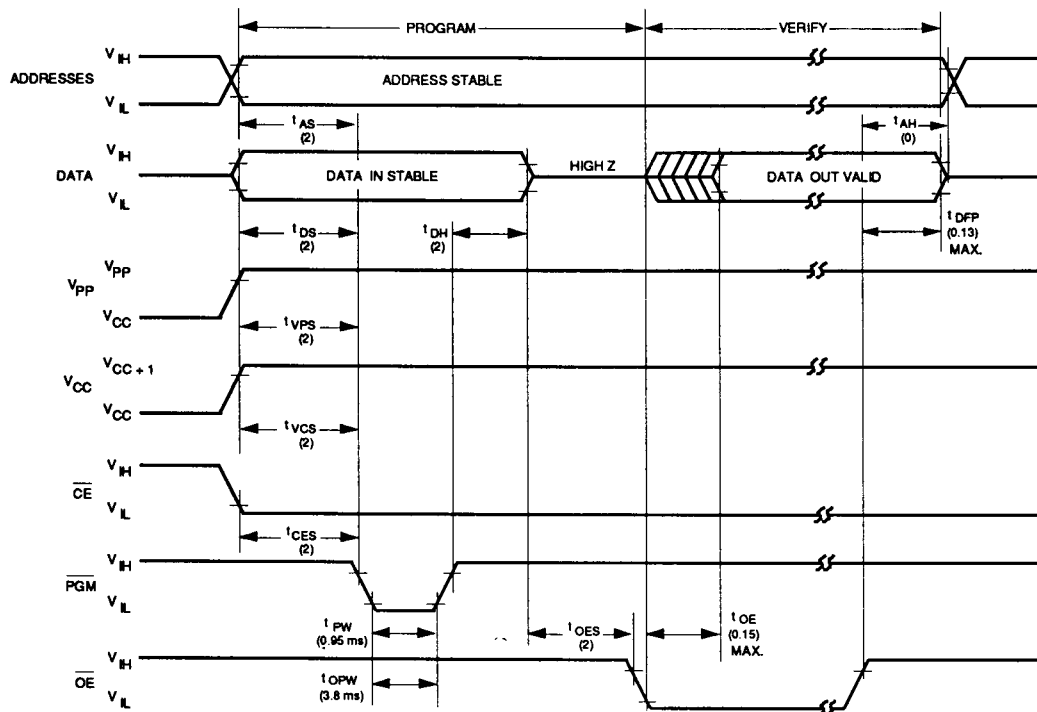 PROGRAM
VERIFY
ADDRESSES
V IH
V IL
ADDRESS STABLE
t AS
(2)
t AH
(0)
DATA
V IH
V IL
DATA IN STABLE
HIGH Z
DATA OUT VALID
t DS
(2)
t DH
(2)
t DFP
(0.13)
MAX.
V PP
V PP
V CC
t VPS
(2)
V CC
V CC + 1
V CC
t VCS
(2)
CE
V IH
V IL
t CES
(2)
PGM
V IH
V IL
t PW
(0.95 ms)
t OES
(2)
t OE
(0.15)
MAX.
OE
V IH
V IL
t OPW
(3.8 ms)